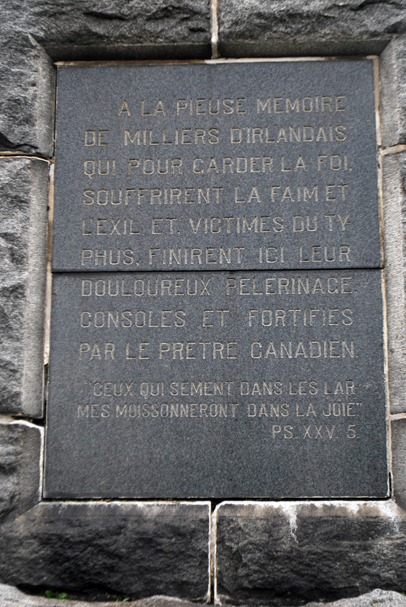 A LA PIEUSE MEMOIRE
DE MILLIERS D'IRLANDAIS
QUI POUR GARDER LA FOI,
SOUFFRIRENT LA FAIM ET
L'EXIL ET, VICTIMES DU TY
PHUS, FINIRENT ICI LEUR
DOULOUREUX PELERINAGE
CONSOLES ET FORTIFIES
PAR LE PRETRE CANADIEN.
"CEUX QUI SEMENT DANS LES LAR
MES MOISSONNERONT DANS LA JOIE"
PS. XXV. 5.